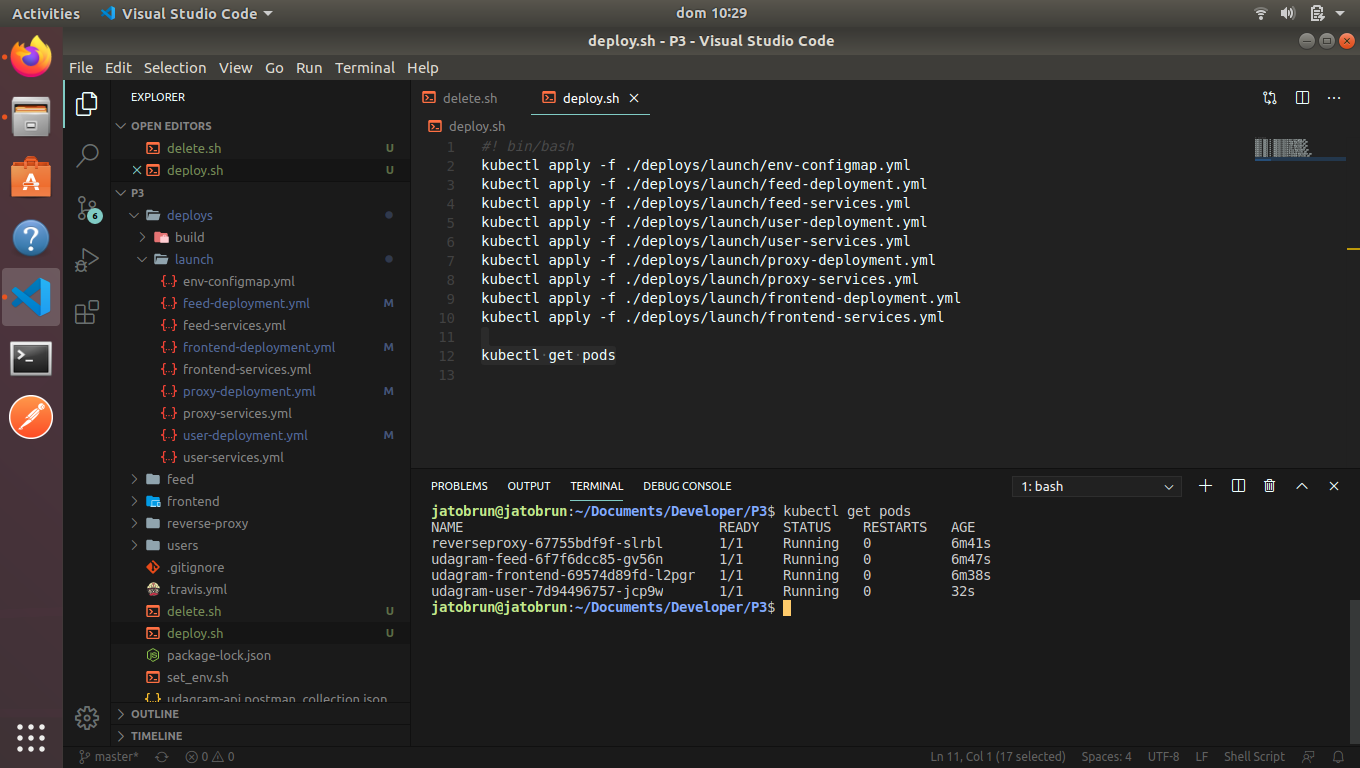 Activities Visual Studio Code dom 10:29
deploy.sh - P3 - Visual Studio Code
File Edit Selection View Go Run Terminal Help
EXPLORER
OPEN EDITORS
delete.sh U
deploy.sh U
P3
deploys
build
launch
env-configmap.yml
feed-deployment.yml M
feed-services.yml
frontend-deployment.yml M
frontend-services.yml
proxy-deployment.yml M
proxy-services.yml
user-deployment.yml M
user-services.yml
feed
frontend
reverse-proxy
users
.gitignore
.travis.yml
delete.sh U
deploy.sh U
package-lock.json
set_env.sh
udagram-api.postman_collection.json
OUTLINE
TIMELINE
6
delete.sh deploy.sh
deploy.sh
1 #! bin/bash
2 kubectl apply -f ./deploys/launch/env-configmap.yml
3 kubectl apply -f ./deploys/launch/feed-deployment.yml
4 kubectl apply -f ./deploys/launch/feed-services.yml
5 kubectl apply -f ./deploys/launch/user-deployment.yml
6 kubectl apply -f ./deploys/launch/user-services.yml
7 kubectl apply -f ./deploys/launch/proxy-deployment.yml
8 kubectl apply -f ./deploys/launch/proxy-services.yml
9 kubectl apply -f ./deploys/launch/frontend-deployment.yml
10 kubectl apply -f ./deploys/launch/frontend-services.yml
11
12 kubectl get pods
13
PROBLEMS OUTPUT TERMINAL DEBUG CONSOLE 1: bash
jatobrun@jatobrun:~/Documents/Developer/P3$ kubectl get pods
NAME READY STATUS RESTARTS AGE
reverseproxy-67755bdf9f-slrbl 1/1 Running 0 6m41s
udagram-feed-6f7f6dcc85-gv56n 1/1 Running 0 6m47s
udagram-frontend-69574d89fd-l2pgr 1/1 Running 0 6m38s
udagram-user-7d94496757-jcp9w 1/1 Running 0 32s
jatobrun@jatobrun:~/Documents/Developer/P3$
master* 0 0 Ln 11, Col 1 (17 selected) Spaces: 4 UTF-8 LF Shell Script